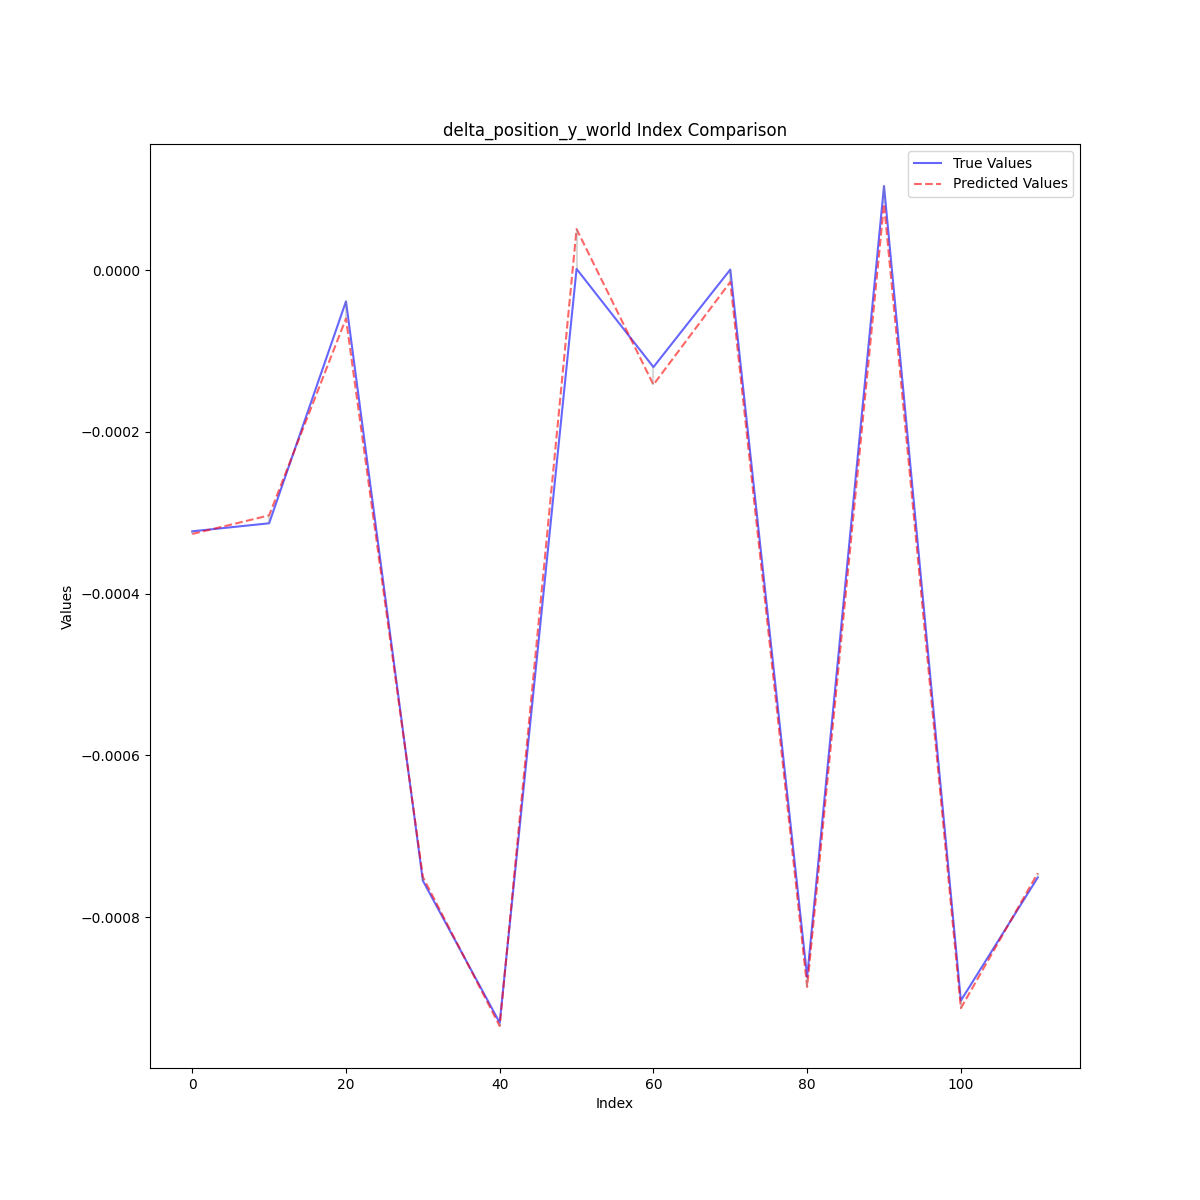 delta_position_y_world Index Comparison
True Values
Predicted Values
0.0000
−0.0002
−0.0004
−0.0006
−0.0008
Values
0 20 40 60 80 100
Index